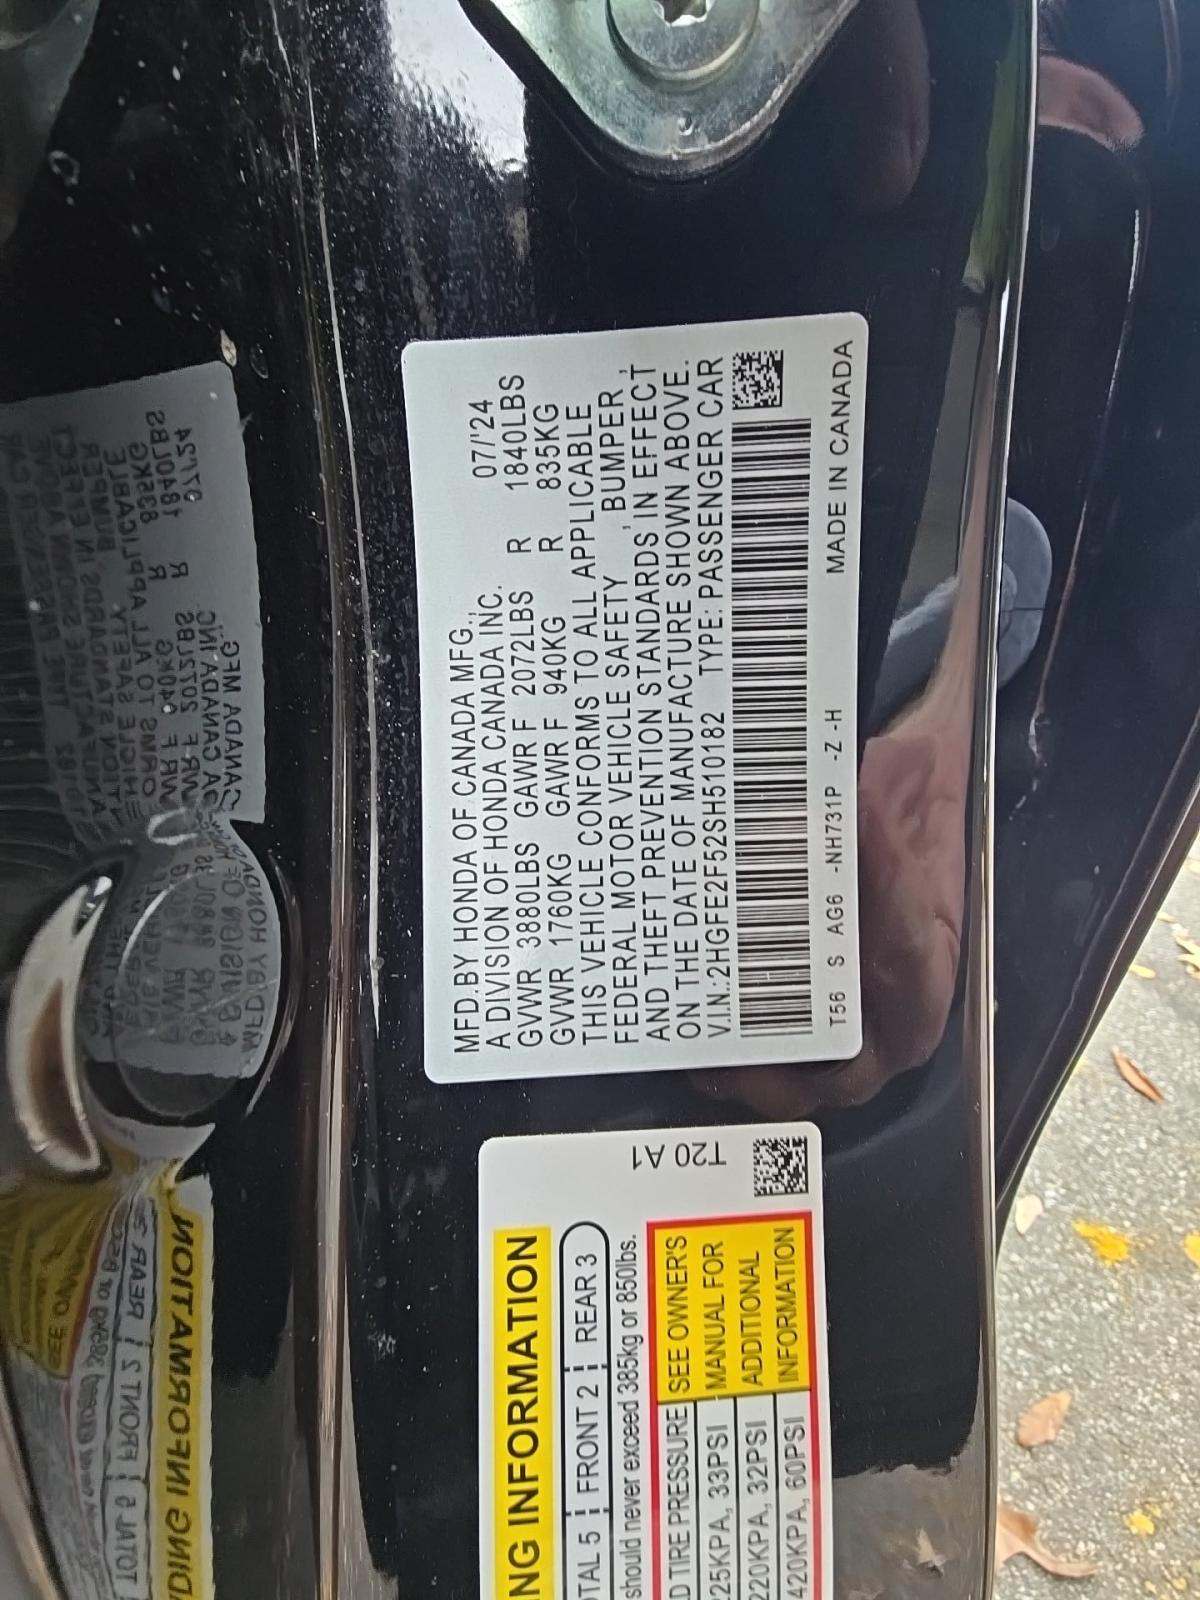 MFD.BY HONDA OF CANADA MFG.,
A DIVISION OF HONDA CANADA INC. 07/'24
GVWR 3880LBS GAWR F 2072LBS R 1840LBS
GVWR 1760KG GAWR F 940KG R 835KG
THIS VEHICLE CONFORMS TO ALL APPLICABLE
FEDERAL MOTOR VEHICLE SAFETY, BUMPER,
AND THEFT PREVENTION STANDARDS IN EFFECT
ON THE DATE OF MANUFACTURE SHOWN ABOVE.
V.I.N.:2HGFE2F52SH510182 TYPE: PASSENGER CAR
T56 S AG6 -NH731P -Z -H MADE IN CANADA
T20 A1
NG INFORMATION
TAL 5 FRONT 2 REAR 3
should never exceed 385kg or 850lbs.
D TIRE PRESSURE SEE OWNER'S
225KPA, 33PSI MANUAL FOR
220KPA, 32PSI ADDITIONAL
420KPA, 60PSI INFORMATION